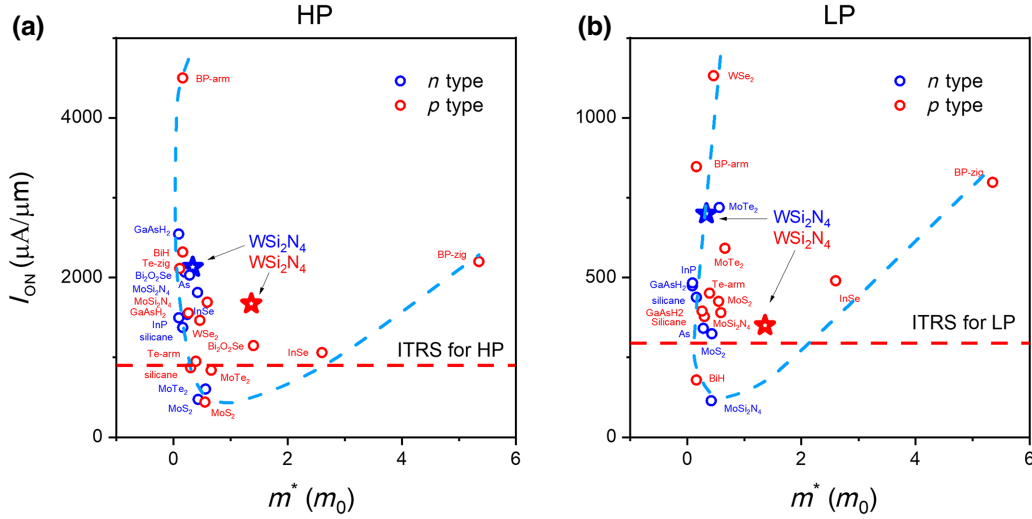 (a)
HP
I_ON (μA/μm)
4000
2000
0
0
2
4
6
m* (m₀)
n type
p type
BP-arm
GaAsH₂
BiH
Te-zig
Bi₂O₂Se
As
MoSi₂N₄
MoSi₂N₄
GaAsH₂
InSe
InP
WSe₂
silicane
Bi₂O₂Se
Te-arm
InSe
silicane
MoTe₂
MoTe₂
MoS₂
MoS₂
WSi₂N₄
WSi₂N₄
BP-zig
ITRS for HP
(b)
LP
1000
500
0
0
2
4
6
m* (m₀)
n type
p type
WSe₂
BP-arm
MoTe₂
WSi₂N₄
WSi₂N₄
BP-zig
MoTe₂
InP
GaAsH₂
Te-arm
silicane
MoS₂
GaAsH2
Silicane
MoSi₂N₄
InSe
As
MoS₂
ITRS for LP
BiH
MoSi₂N₄